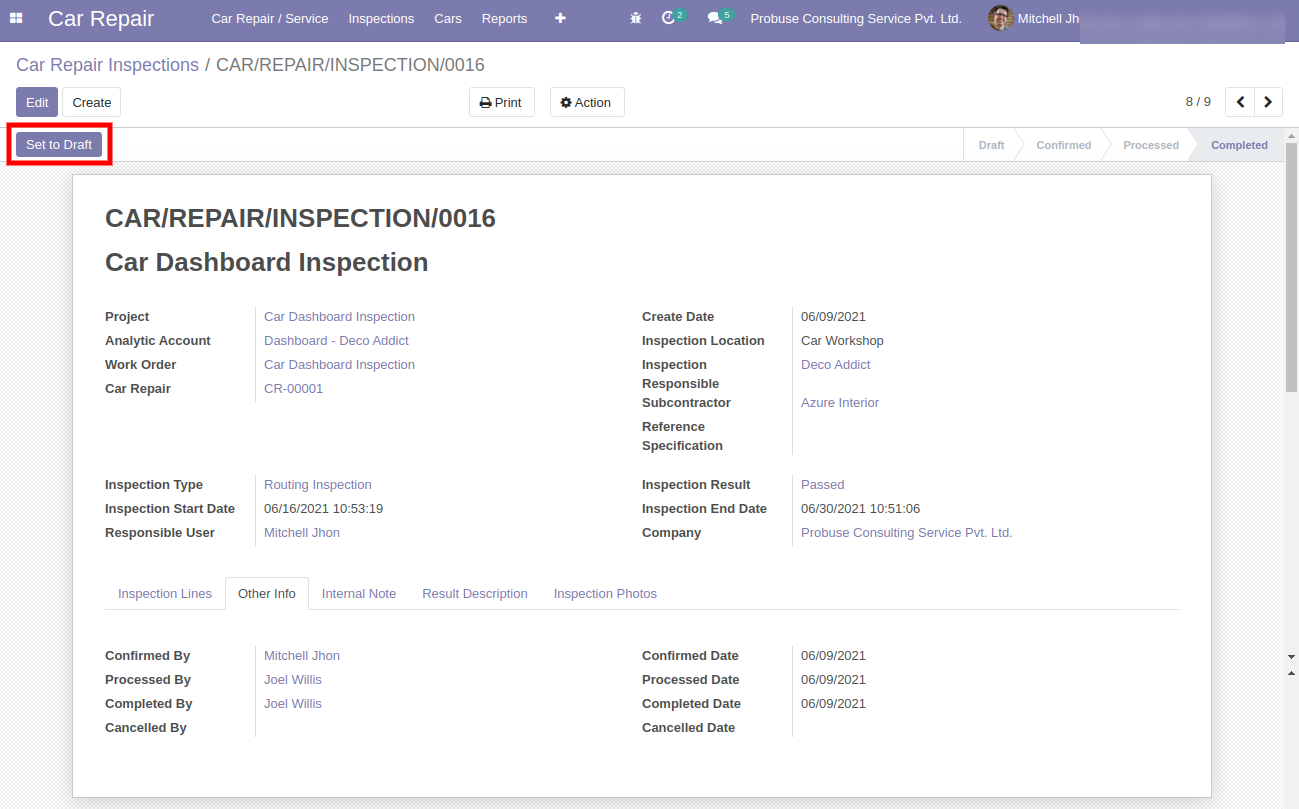 Car Repair Car Repair / Service Inspections Cars Reports 2 5 Probuse Consulting Service Pvt. Ltd. Mitchell Jh
Car Repair Inspections / CAR/REPAIR/INSPECTION/0016
Edit Create Print Action 8 / 9
Set to Draft Draft Confirmed Processed Completed
CAR/REPAIR/INSPECTION/0016
Car Dashboard Inspection
Project Car Dashboard Inspection Create Date 06/09/2021
Analytic Account Dashboard - Deco Addict Inspection Location Car Workshop
Work Order Car Dashboard Inspection Inspection Deco Addict
Car Repair CR-00001 Responsible
Subcontractor Azure Interior
Reference
Specification
Inspection Type Routing Inspection Inspection Result Passed
Inspection Start Date 06/16/2021 10:53:19 Inspection End Date 06/30/2021 10:51:06
Responsible User Mitchell Jhon Company Probuse Consulting Service Pvt. Ltd.
Inspection Lines Other Info Internal Note Result Description Inspection Photos
Confirmed By Mitchell Jhon Confirmed Date 06/09/2021
Processed By Joel Willis Processed Date 06/09/2021
Completed By Joel Willis Completed Date 06/09/2021
Cancelled By Cancelled Date